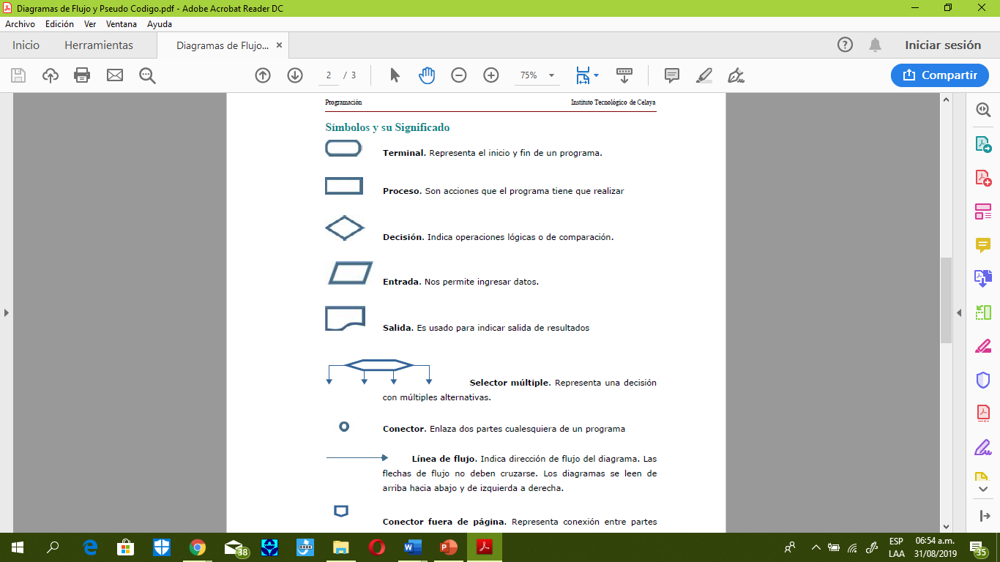 Diagramas de Flujo y Pseudo Codigo.pdf - Adobe Acrobat Reader DC
Archivo Edición Ver Ventana Ayuda
Inicio Herramientas Diagramas de Flujo... Iniciar sesión
2 / 3 75% Compartir
Programación Instituto Tecnológico de Celaya
Símbolos y su Significado
Terminal. Representa el inicio y fin de un programa.
Proceso. Son acciones que el programa tiene que realizar
Decisión. Indica operaciones lógicas o de comparación.
Entrada. Nos permite ingresar datos.
Salida. Es usado para indicar salida de resultados
Selector múltiple. Representa una decisión
con múltiples alternativas.
Conector. Enlaza dos partes cualesquiera de un programa
Línea de flujo. Indica dirección de flujo del diagrama. Las
flechas de flujo no deben cruzarse. Los diagramas se leen de
arriba hacia abajo y de izquierda a derecha.
Conector fuera de página. Representa conexión entre partes
38
ESP 06:54 a.m.
LAA 31/08/2019 35